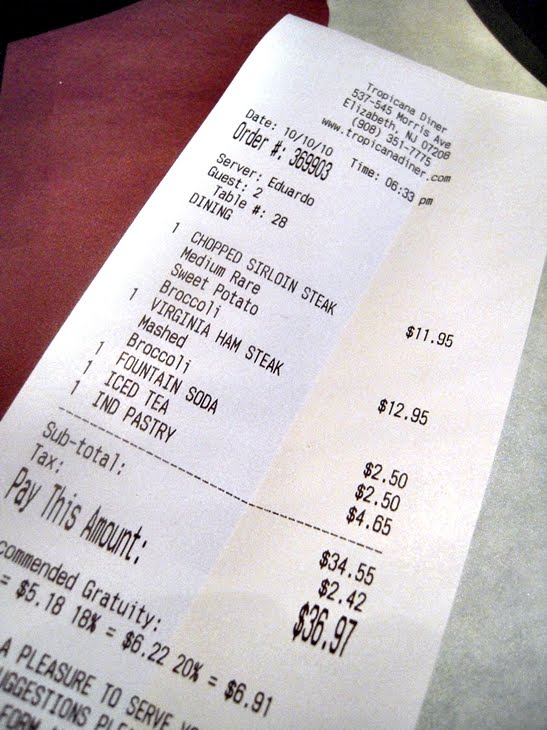 Tropicana Diner
537-545 Morris Ave
Elizabeth, NJ 07208
(908) 351-7775
www.tropicanadiner.com
Date: 10/10/10 Time: 06:33 pm
Order #: 369903
Server: Eduardo
Guest: 2
Table #: 28
DINING
1 CHOPPED SIRLOIN STEAK $11.95
Medium Rare
Sweet Potato
Broccoli
1 VIRGINIA HAM STEAK $12.95
Mashed
Broccoli
1 FOUNTAIN SODA $2.50
1 ICED TEA $2.50
1 IND PASTRY $4.65
Sub-total: $34.55
Tax: $2.42
Pay This Amount: $36.97
commended Gratuity:
= $5.18 18% = $6.22 20% = $6.91
A PLEASURE TO SERVE
UGGESTIONS
FORM